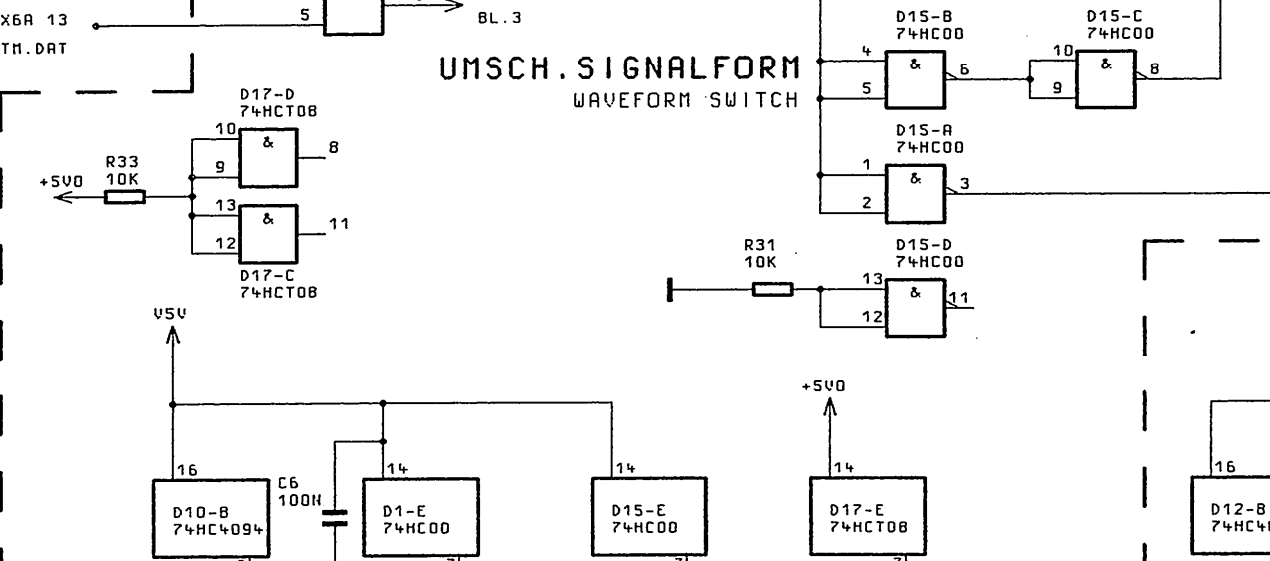 X6A 13
TM.DAT
5
BL.3
UMSCH.SIGNALFORM
WAVEFORM SWITCH
D15-B
74HC00
4
5
&
6
D15-C
74HC00
10
9
&
8
D17-D
74HCT08
10
9
&
8
R33
10K
+5V0
13
12
&
11
D17-C
74HCT08
D15-A
74HC00
1
2
&
3
R31
10K
D15-D
74HC00
13
12
&
11
V5V
+5V0
16
D10-B
74HC4094
C6
100N
14
D1-E
74HC00
14
D15-E
74HC00
14
D17-E
74HCT08
16
D12-B